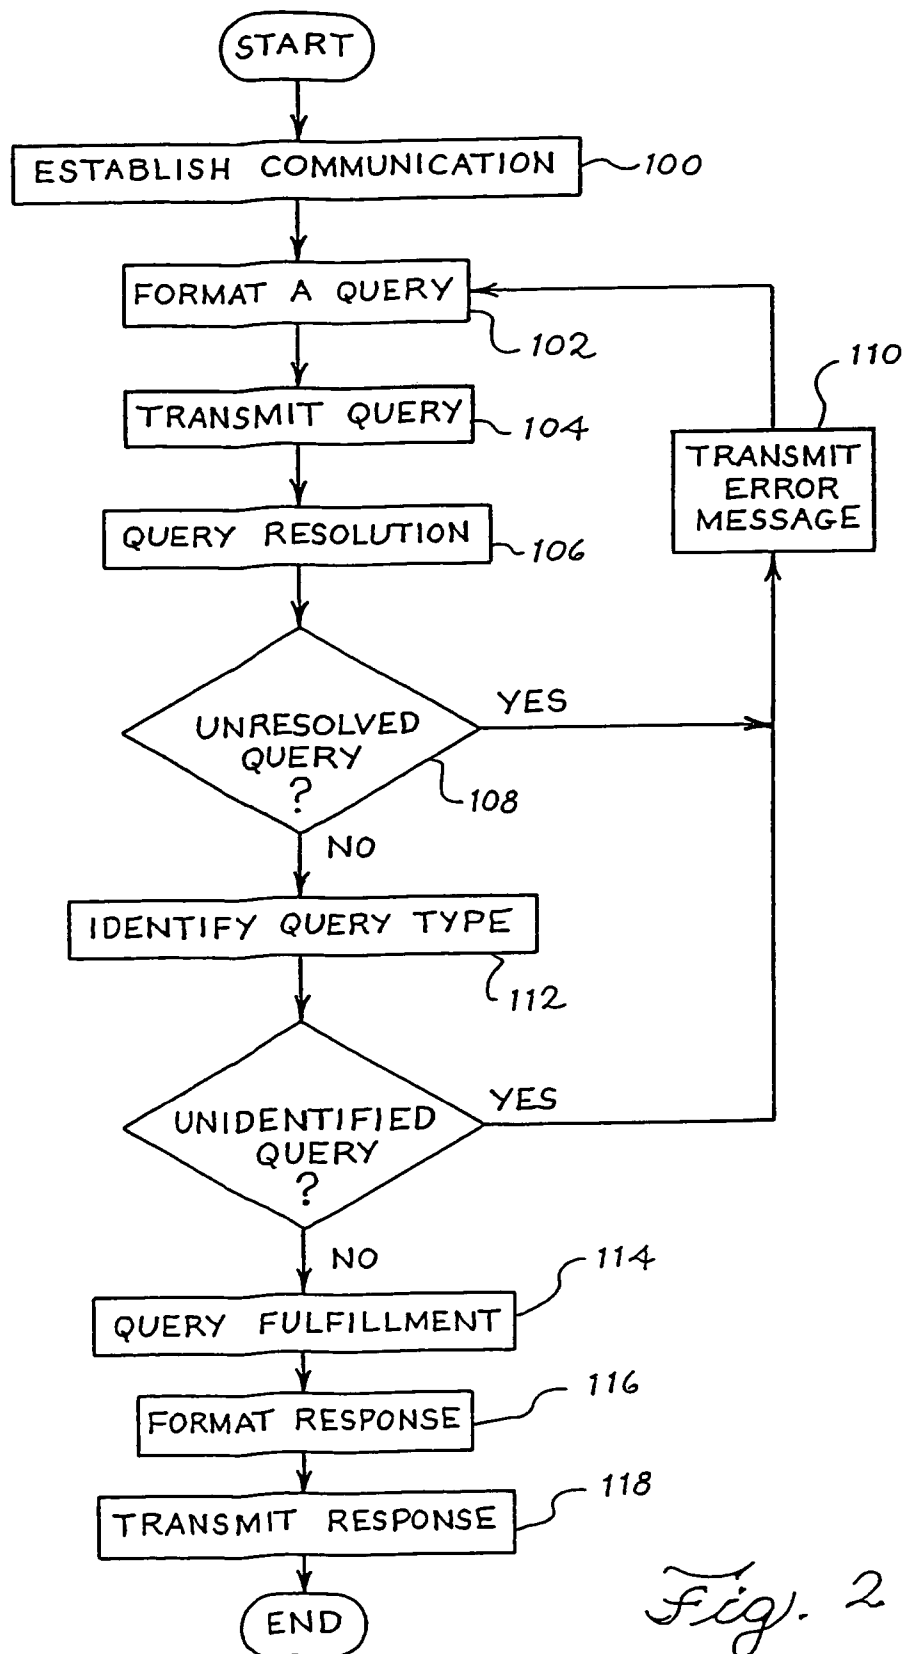 START
ESTABLISH COMMUNICATION
100
FORMAT A QUERY
102
TRANSMIT QUERY
104
110
TRANSMIT
ERROR
MESSAGE
QUERY RESOLUTION
106
YES
UNRESOLVED
QUERY
?
108
NO
IDENTIFY QUERY TYPE
112
YES
UNIDENTIFIED
QUERY
?
NO
114
QUERY FULFILLMENT
116
FORMAT RESPONSE
118
TRANSMIT RESPONSE
END
Fig. 2